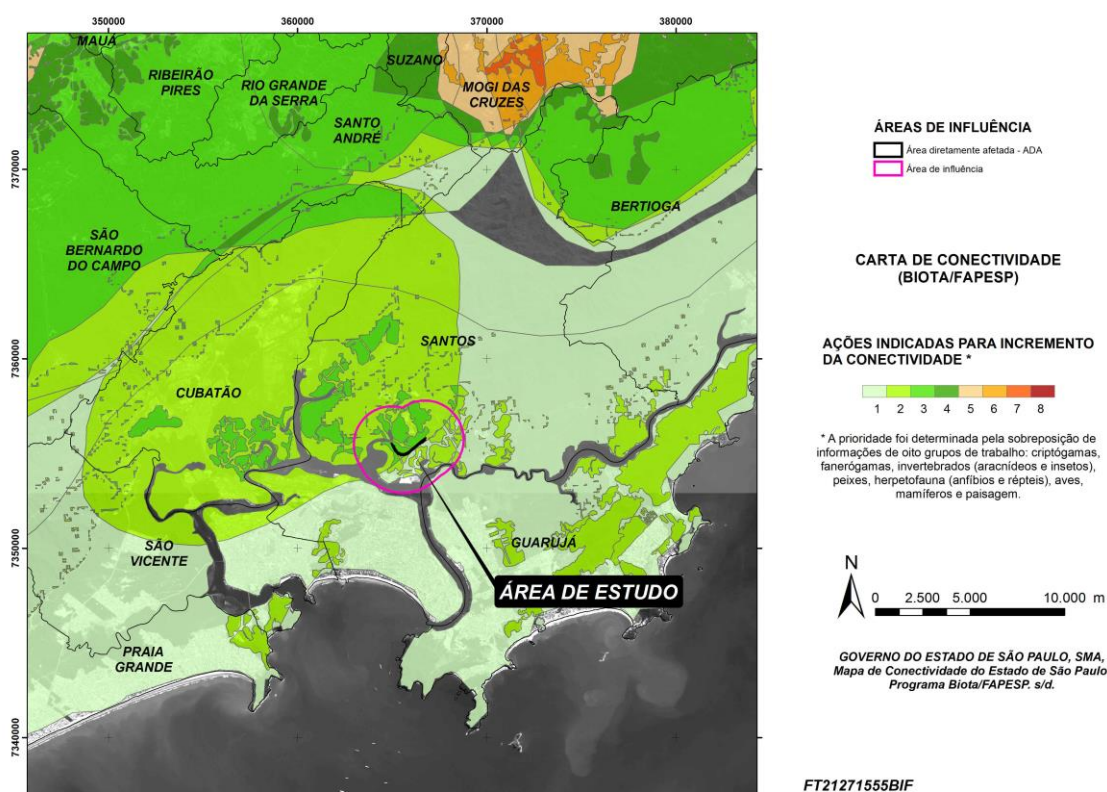 350000
360000
370000
380000
MAUÁ
RIBEIRÃO
PIRES
RIO GRANDE
DA SERRA
SUZANO
MOGI DAS
CRUZES
SANTO
ANDRÉ
BERTIOGA
SÃO
BERNARDO
DO CAMPO
SANTOS
CUBATÃO
SÃO
VICENTE
GUARUJÁ
ÁREA DE ESTUDO
PRAIA
GRANDE
7370000
7360000
7350000
7340000
ÁREAS DE INFLUÊNCIA
Área diretamente afetada - ADA
Área de influência
CARTA DE CONECTIVIDADE
(BIOTA/FAPESP)
AÇÕES INDICADAS PARA INCREMENTO
DA CONECTIVIDADE *
1 2 3 4 5 6 7 8
* A prioridade foi determinada pela sobreposição de
informações de oito grupos de trabalho: criptógamas,
fanerógamas, invertebrados (aracnídeos e insetos),
peixes, herpetofauna (anfíbios e répteis), aves,
mamíferos e paisagem.
N
0 2.500 5.000 10.000 m
GOVERNO DO ESTADO DE SÃO PAULO, SMA,
Mapa de Conectividade do Estado de São Paulo
Programa Biota/FAPESP. s/d.
FT21271555BIF